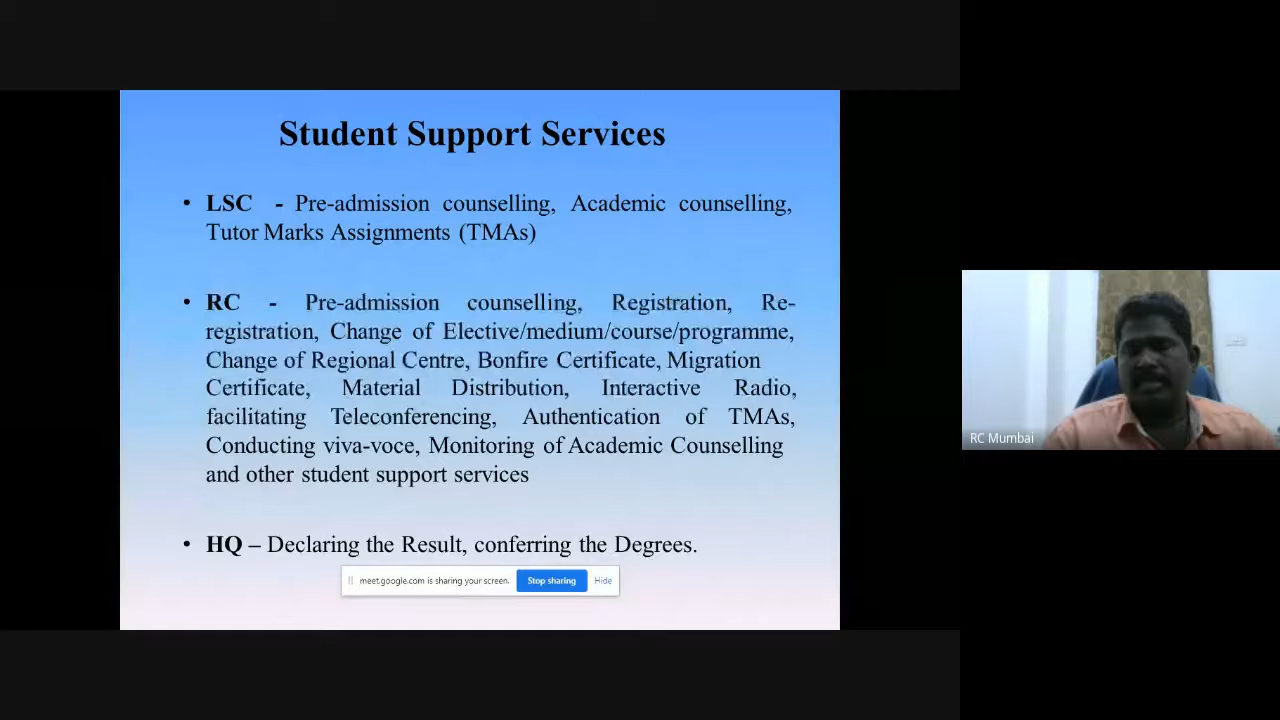 Student Support Services
• LSC - Pre-admission counselling, Academic counselling,
Tutor Marks Assignments (TMAs)
• RC - Pre-admission counselling, Registration, Re-
registration, Change of Elective/medium/course/programme,
Change of Regional Centre, Bonfire Certificate, Migration
Certificate, Material Distribution, Interactive Radio,
facilitating Teleconferencing, Authentication of TMAs,
Conducting viva-voce, Monitoring of Academic Counselling
and other student support services
• HQ – Declaring the Result, conferring the Degrees.
meet.google.com is sharing your screen. Stop sharing Hide
RC Mumbai